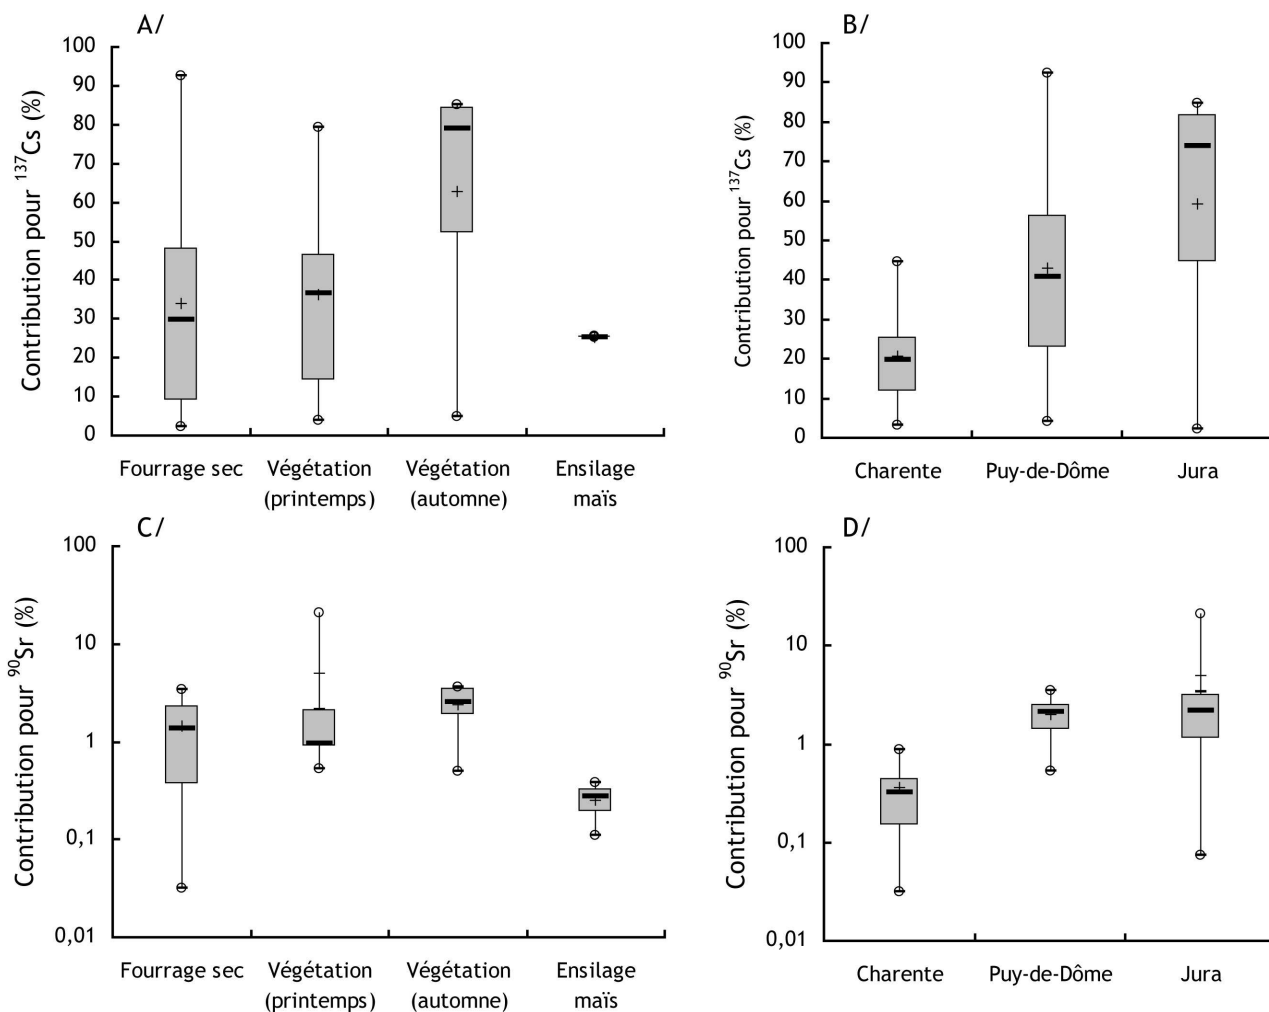 A/
Contribution pour ¹³⁷Cs (%)
100
90
80
70
60
50
40
30
20
10
0
Fourrage sec
Végétation
(printemps)
Végétation
(automne)
Ensilage
maïs
B/
Contribution pour ¹³⁷Cs (%)
100
90
80
70
60
50
40
30
20
10
0
Charente
Puy-de-Dôme
Jura
C/
Contribution pour ⁹⁰Sr (%)
100
10
1
0,1
0,01
Fourrage sec
Végétation
(printemps)
Végétation
(automne)
Ensilage
maïs
D/
Contribution pour ⁹⁰Sr (%)
100
10
1
0,1
0,01
Charente
Puy-de-Dôme
Jura